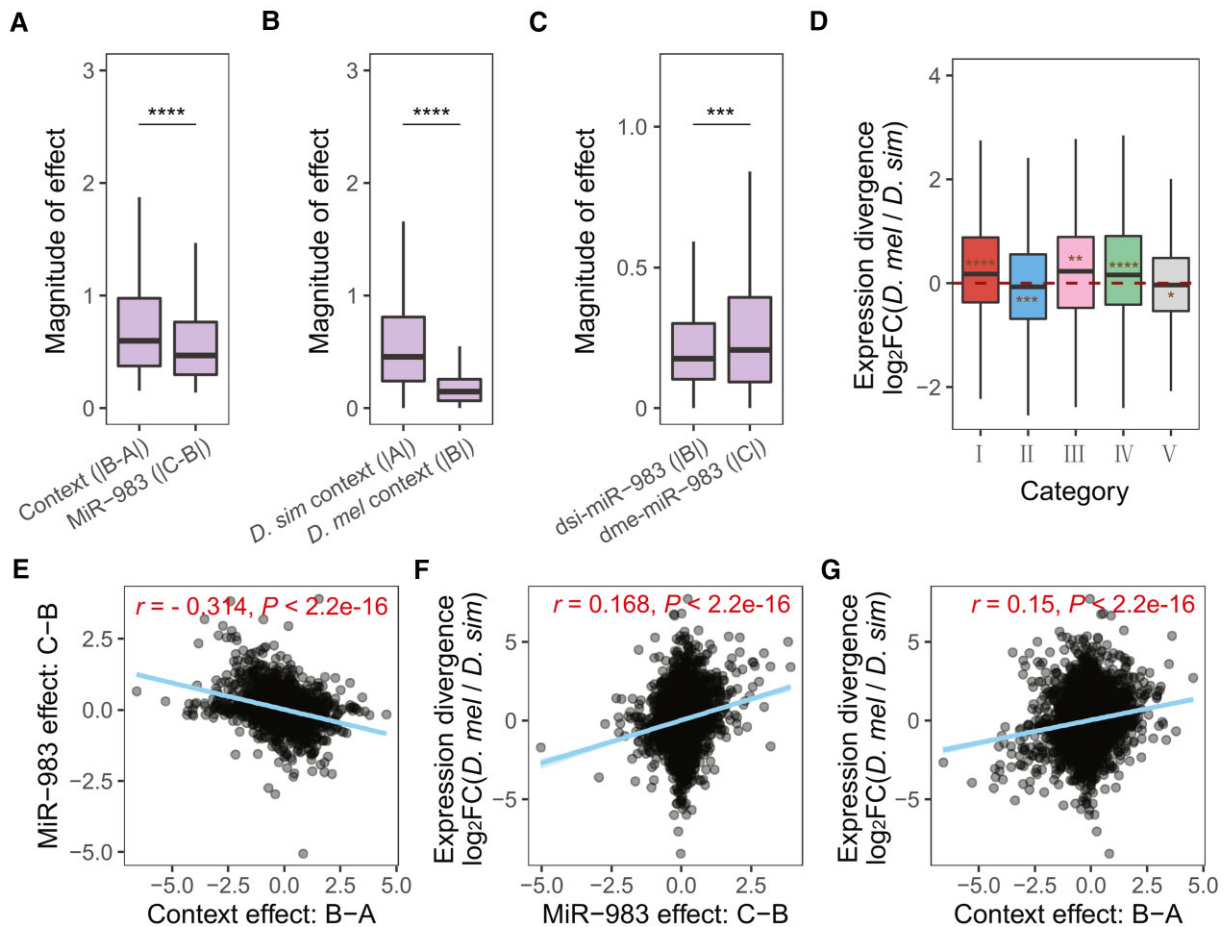 A
Magnitude of effect
3
2
1
0
****
Context (|B−A|)
MiR−983 (|C−B|)
B
Magnitude of effect
3
2
1
0
****
D. sim context (|A|)
D. mel context (|B|)
C
Magnitude of effect
1.0
0.5
0
***
dsi-miR−983 (|B|)
dme-miR−983 (|C|)
D
Expression divergence
log₂FC(D. mel / D. sim)
4
2
0
−2
****
***
**
****
*
I
II
III
IV
V
Category
E
r = - 0.314, P < 2.2e-16
MiR−983 effect: C−B
2.5
0.0
−2.5
−5.0
−5.0
−2.5
0.0
2.5
5.0
Context effect: B−A
F
r = 0.168, P < 2.2e-16
Expression divergence
log₂FC(D. mel / D. sim)
5
0
−5
−5.0
−2.5
0.0
2.5
MiR−983 effect: C−B
G
r = 0.15, P < 2.2e-16
Expression divergence
log₂FC(D. mel / D. sim)
5
0
−5
−5.0
−2.5
0.0
2.5
5.0
Context effect: B−A